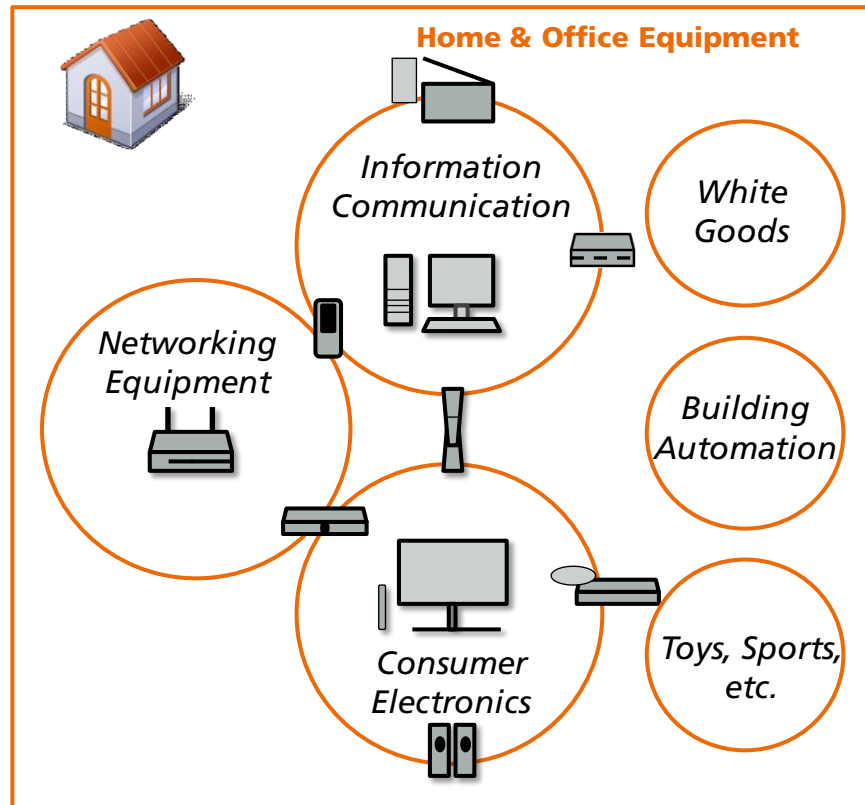 Home & Office Equipment
Information
Communication
White
Goods
Networking
Equipment
Building
Automation
Consumer
Electronics
Toys, Sports,
etc.